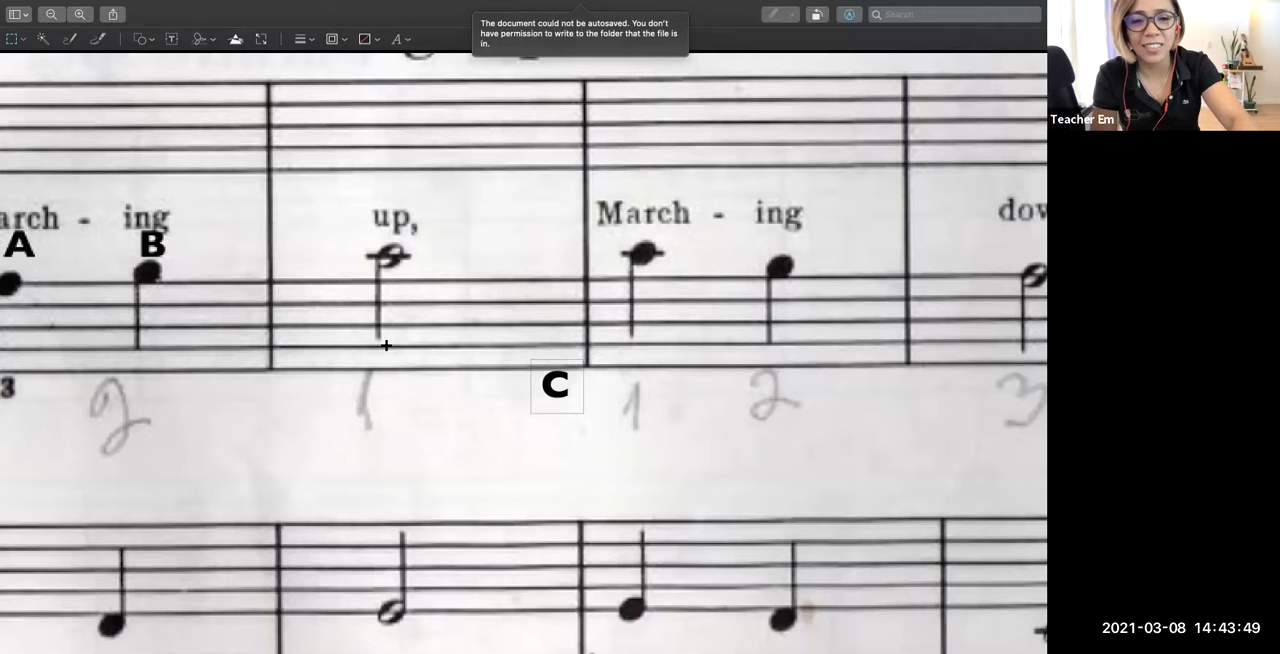 Search
The document could not be autosaved. You don't
have permission to write to the folder that the file is
in.
Teacher Em
arch - ing up, March - ing dov
A B
C
3 2 1 1 2 3
2021-03-08 14:43:49